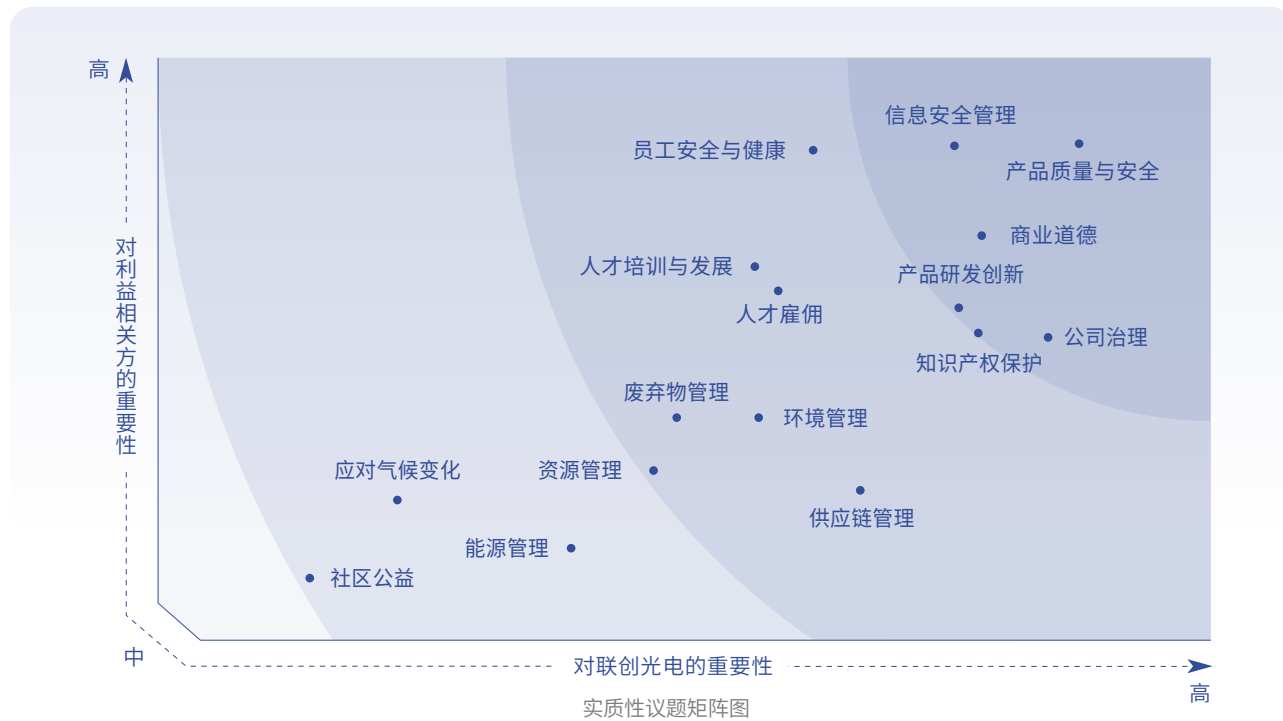 高
信息安全管理
员工安全与健康
产品质量与安全
商业道德
对利益相关方的重要性
人才培训与发展
产品研发创新
人才雇佣
公司治理
知识产权保护
废弃物管理
环境管理
应对气候变化
资源管理
供应链管理
能源管理
社区公益
中
对联创光电的重要性
高
实质性议题矩阵图